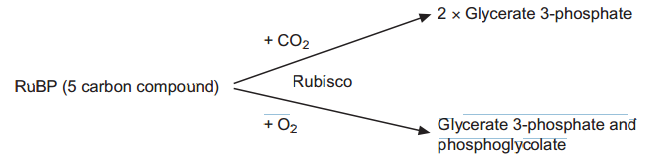 2 × Glycerate 3-phosphate
+ CO₂
RuBP (5 carbon compound)
Rubisco
+ O₂
Glycerate 3-phosphate and
phosphoglycolate